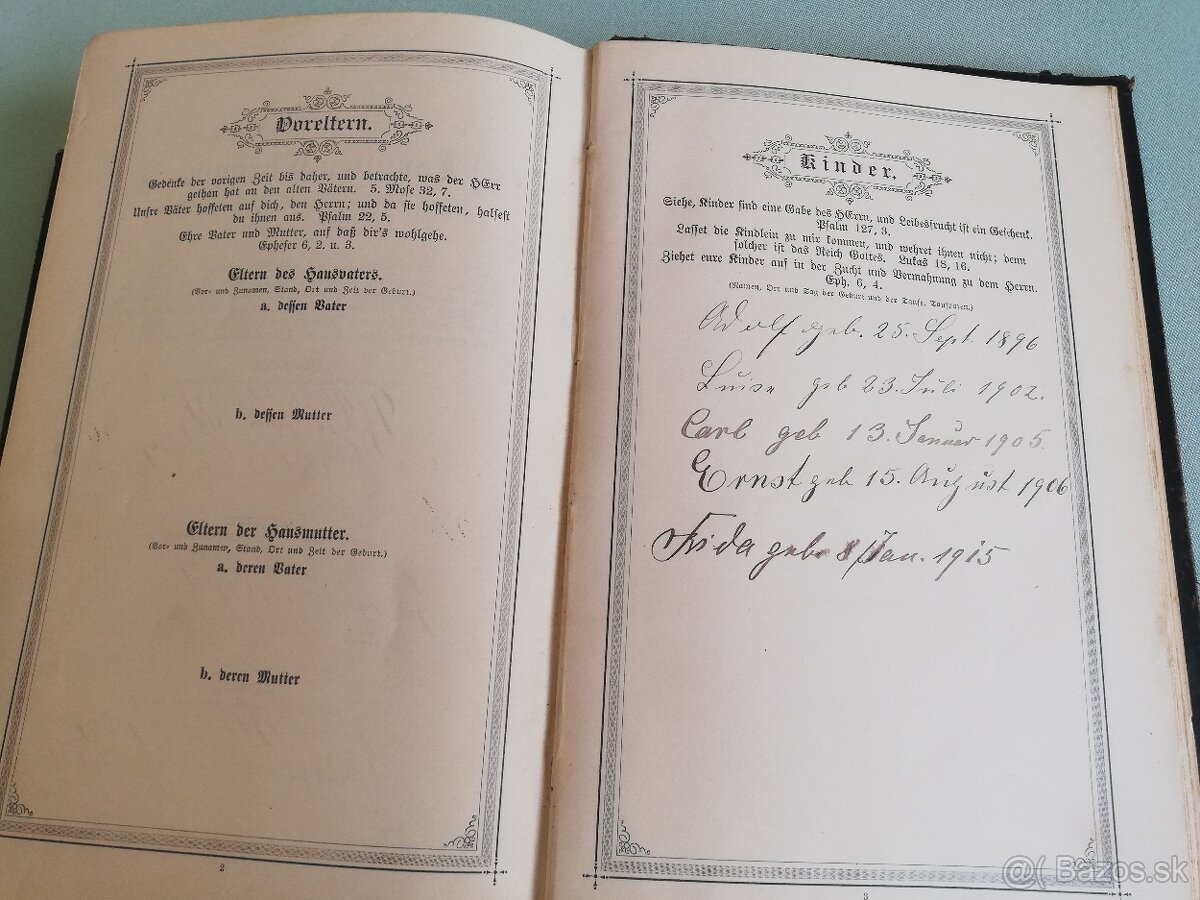 Voreltern.
Gedenke der vorigen Zeit bis daher, und betrachte, was der HErr
gethan hat an den alten Vätern. 5. Mose 32, 7.
Unsre Väter hoffeten auf dich, den Herrn; und da sie hoffeten, halfest
du ihnen aus. Psalm 22, 5.
Ehre Vater und Mutter, auf daß dir's wohlgehe.
Epheser 6, 2. u. 3.
Eltern des Hausvaters.
(Vor- und Zunamen, Stand, Ort und Zeit der Geburt.)
a. dessen Vater
b. dessen Mutter
Eltern der Hausmutter.
(Vor- und Zunamen, Stand, Ort und Zeit der Geburt.)
a. deren Vater
b. deren Mutter
2
Kinder.
Siehe, Kinder sind eine Gabe des HErrn, und Leibesfrucht ist ein Geschenk.
Psalm 127, 3.
Lasset die Kindlein zu mir kommen, und wehret ihnen nicht; denn
solcher ist das Reich Gottes. Lukas 18, 16.
Ziehet eure Kinder auf in der Zucht und Vermahnung zu dem Herrn.
Eph. 6, 4.
(Namen, Ort und Tag der Geburt und der Taufe, Taufzeugen.)
Adolf geb. 25. Sept. 1896
Luise geb 23. Juli 1902.
Carl geb 13. Januar 1905.
Ernst geb 15. August 1906
Frida geb. 8 Jan. 1915
3
@( Bazos.sk